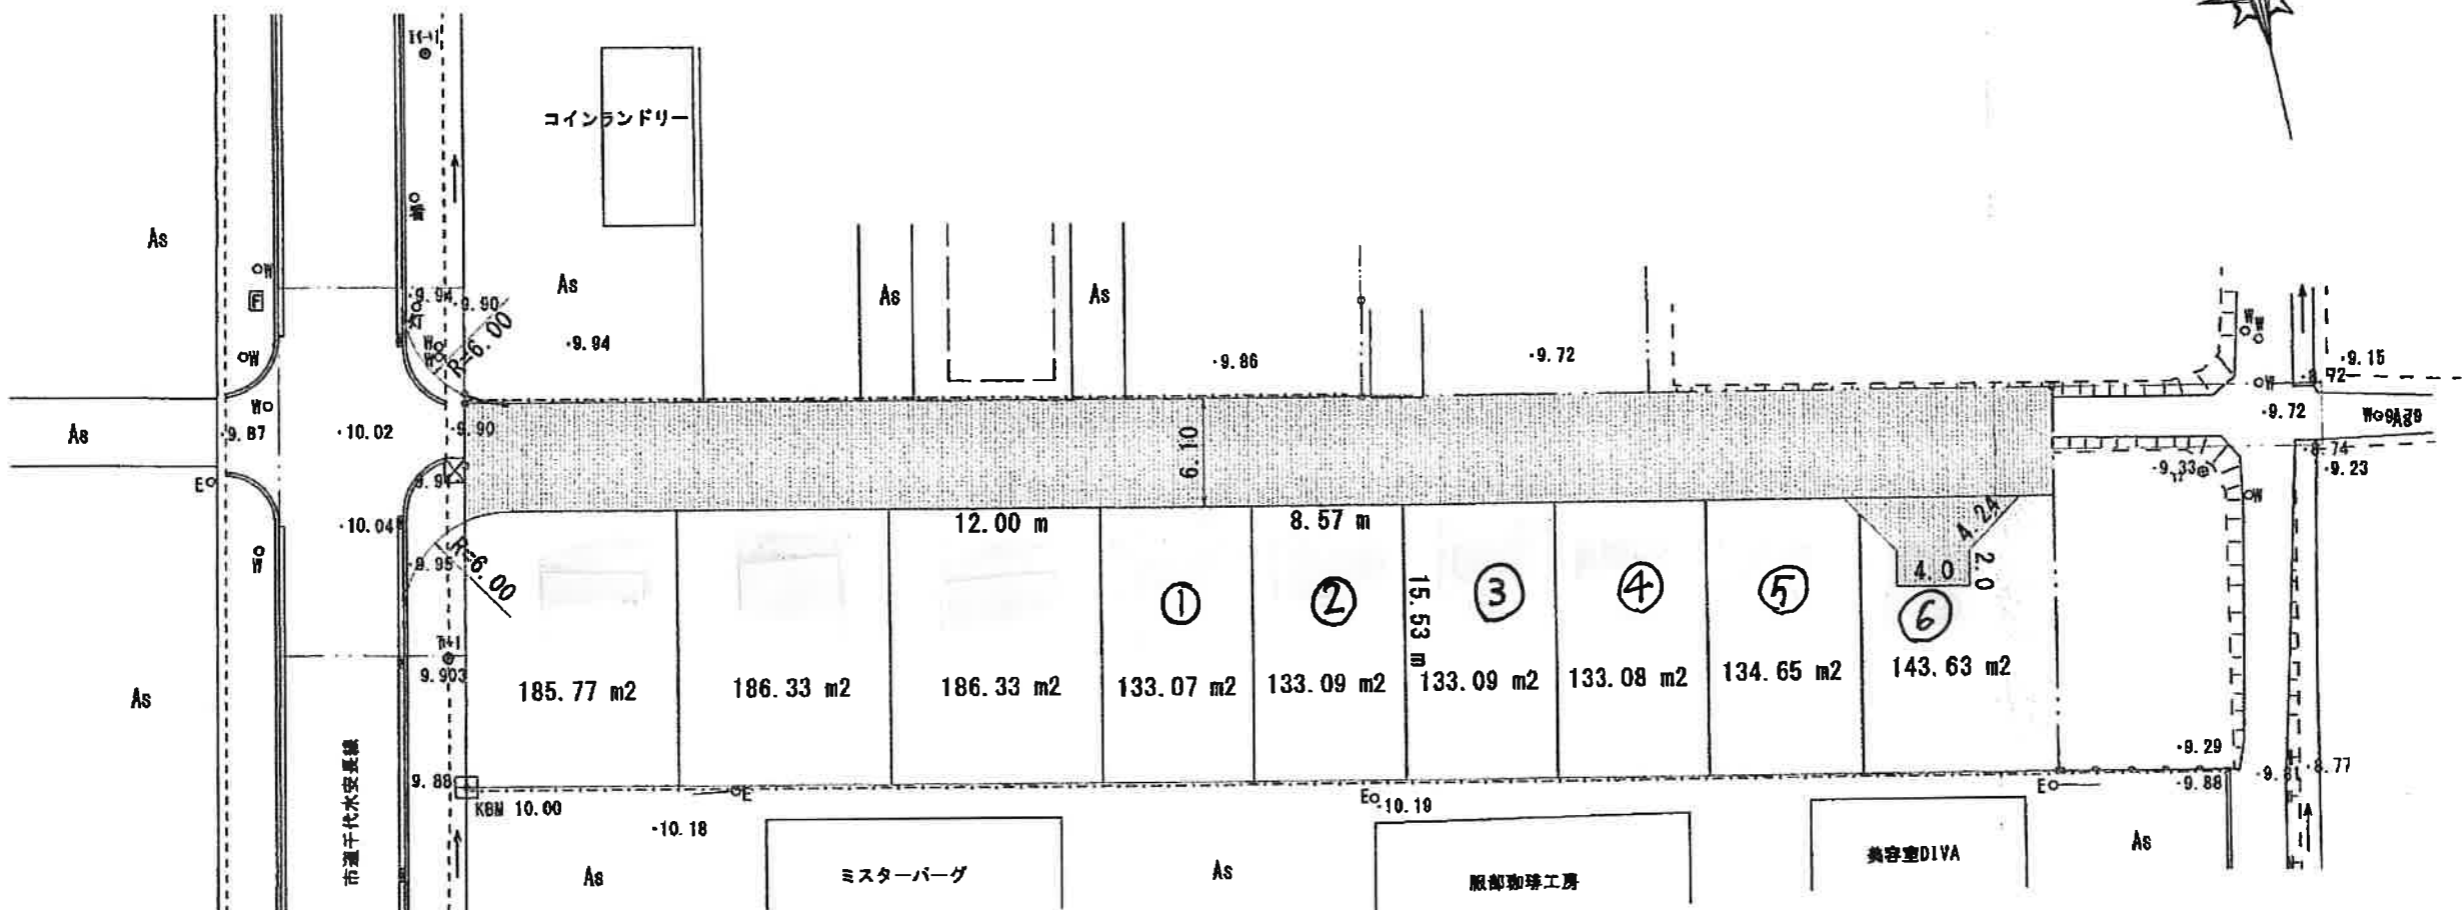 コインランドリー
As
As
As
As
F
W
W
W
W
W
W
・9.94
・9.90
R=6.00
・9.94
・9.86
・9.72
・9.15
As
・9.87
・10.02
・9.90
6.10
・9.72
W
・9.33
・9.23
W
W
W
E
・10.04
・9.95
R=6.00
12.00 m
8.57 m
4.24
4.0
2.0
15.53 m
①
②
③
④
⑤
⑥
9.903
185.77 m2
186.33 m2
186.33 m2
133.07 m2
133.09 m2
133.09 m2
133.08 m2
134.65 m2
143.63 m2
As
市道千代水安長線
9.88
KBM 10.00
E
E
E
・10.18
・10.19
・9.29
・9.88
・8.77
As
ミスターバーグ
As
服部珈琲工房
美容室DIVA
As